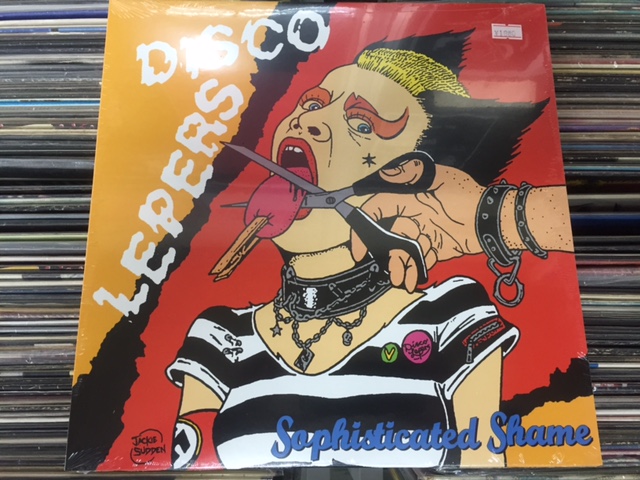 DISCO
LEPERS
Disco
Lepers
V
JACKIE
SUDDEN
Sophisticated Shame